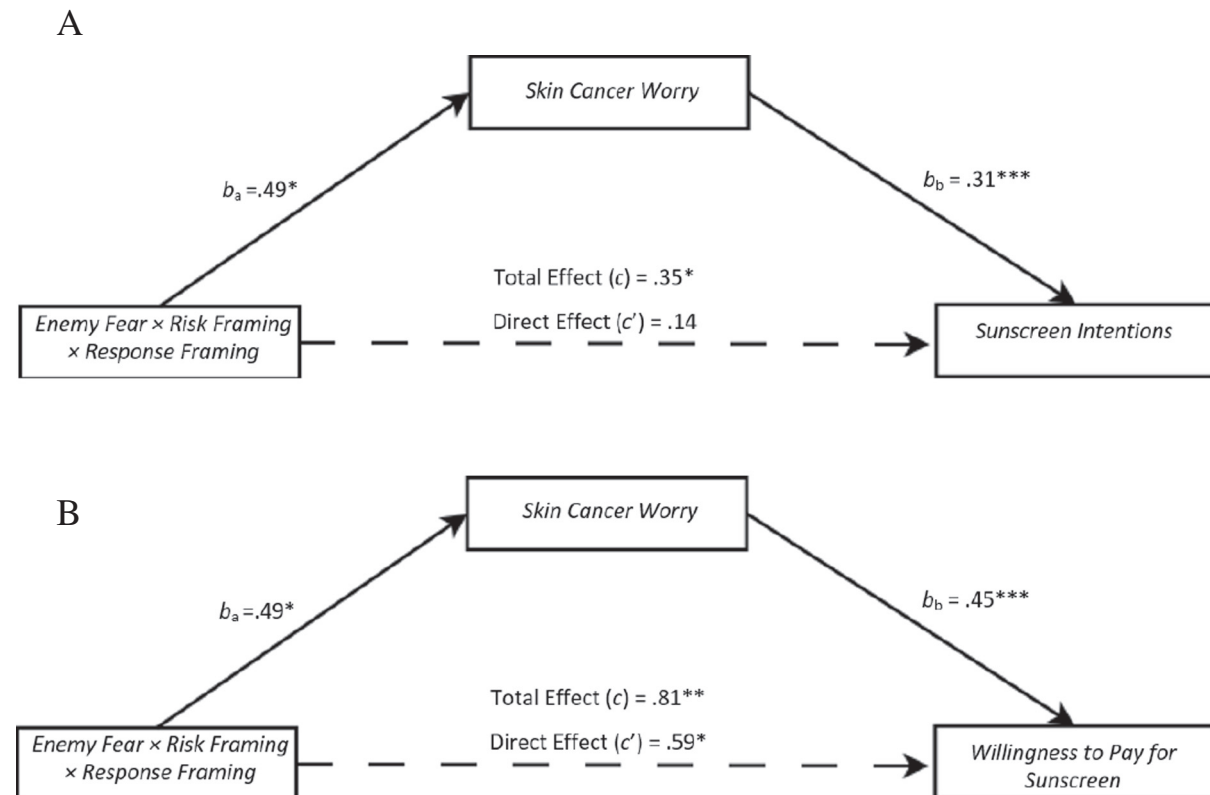 A
Skin Cancer Worry
bₐ =.49*
b_b = .31***
Total Effect (c) = .35*
Direct Effect (c′) = .14
Enemy Fear × Risk Framing
× Response Framing
Sunscreen Intentions
B
Skin Cancer Worry
bₐ =.49*
b_b = .45***
Total Effect (c) = .81**
Direct Effect (c′) = .59*
Enemy Fear × Risk Framing
× Response Framing
Willingness to Pay for
Sunscreen